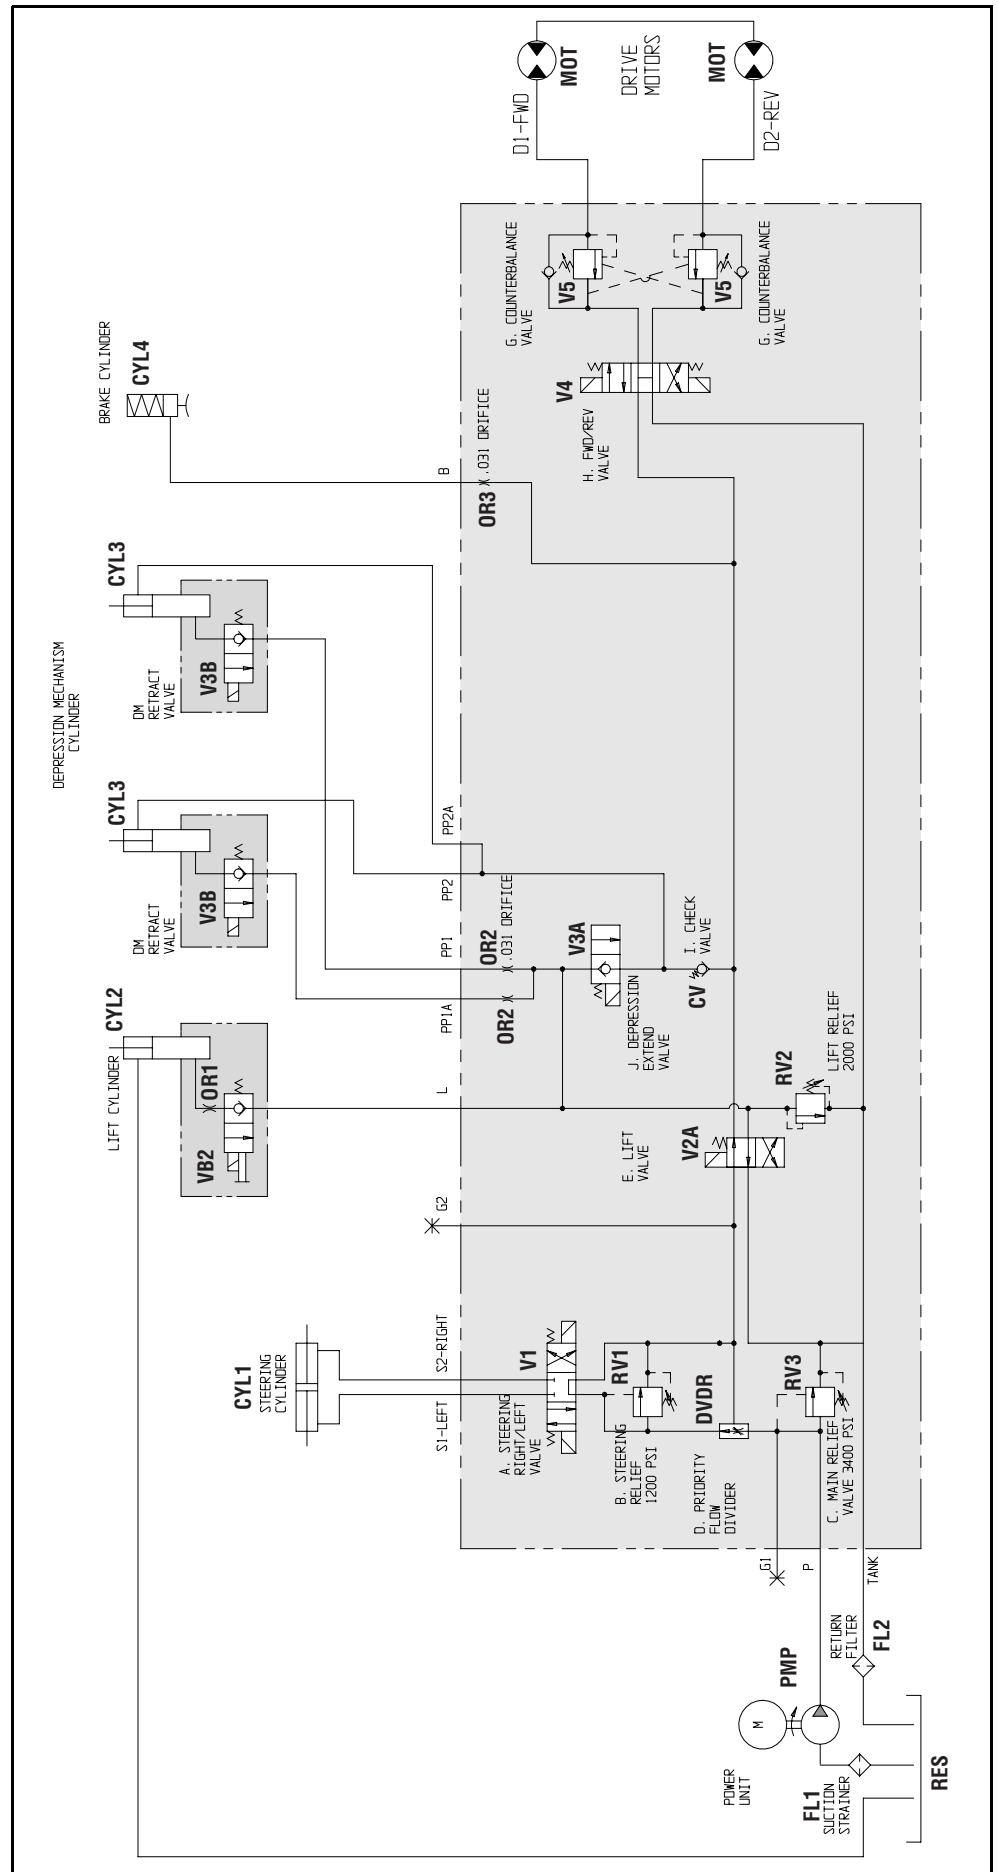 MOT
DRIVE
MOTORS
MOT
D1-FWD
D2-REV
G. COUNTERBALANCE
VALVE
V5
V5
G. COUNTERBALANCE
VALVE
BRAKE CYLINDER
CYL4
V4
H. FWD/REV
VALVE
B
.031 ORIFICE
OR3
CYL3
V3B
DM
RETRACT
VALVE
DEPRESSION MECHANISM
CYLINDER
CYL3
V3B
DM
RETRACT
VALVE
PP2A
PP2
PP1
PP1A
OR2
.031 ORIFICE
OR2
V3A
J. DEPRESSION
EXTEND
VALVE
CV
I. CHECK
VALVE
CYL2
LIFT CYLINDER
OR1
VB2
L
RV2
LIFT RELIEF
2000 PSI
V2A
E. LIFT
VALVE
G2
CYL1
STEERING
CYLINDER
S2-RIGHT
S1-LEFT
V1
A. STEERING
RIGHT/LEFT
VALVE
RV1
B. STEERING
RELIEF
1200 PSI
DVDR
D. PRIORITY
FLOW
DIVIDER
RV3
C. MAIN RELIEF
VALVE 3400 PSI
G1
P
TANK
RETURN
FILTER
FL2
PMP
M
POWER
UNIT
FL1
SUCTION
STRAINER
RES